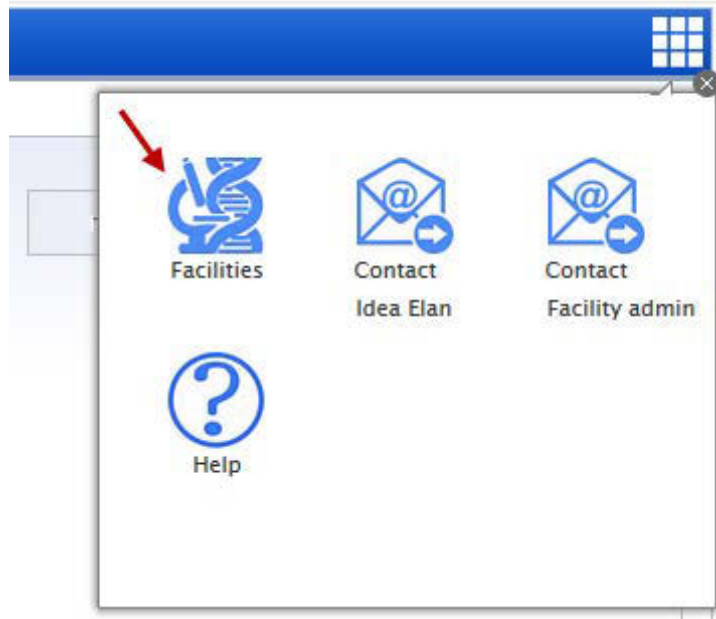 Facilities
Contact
Idea Elan
Contact
Facility admin
Help